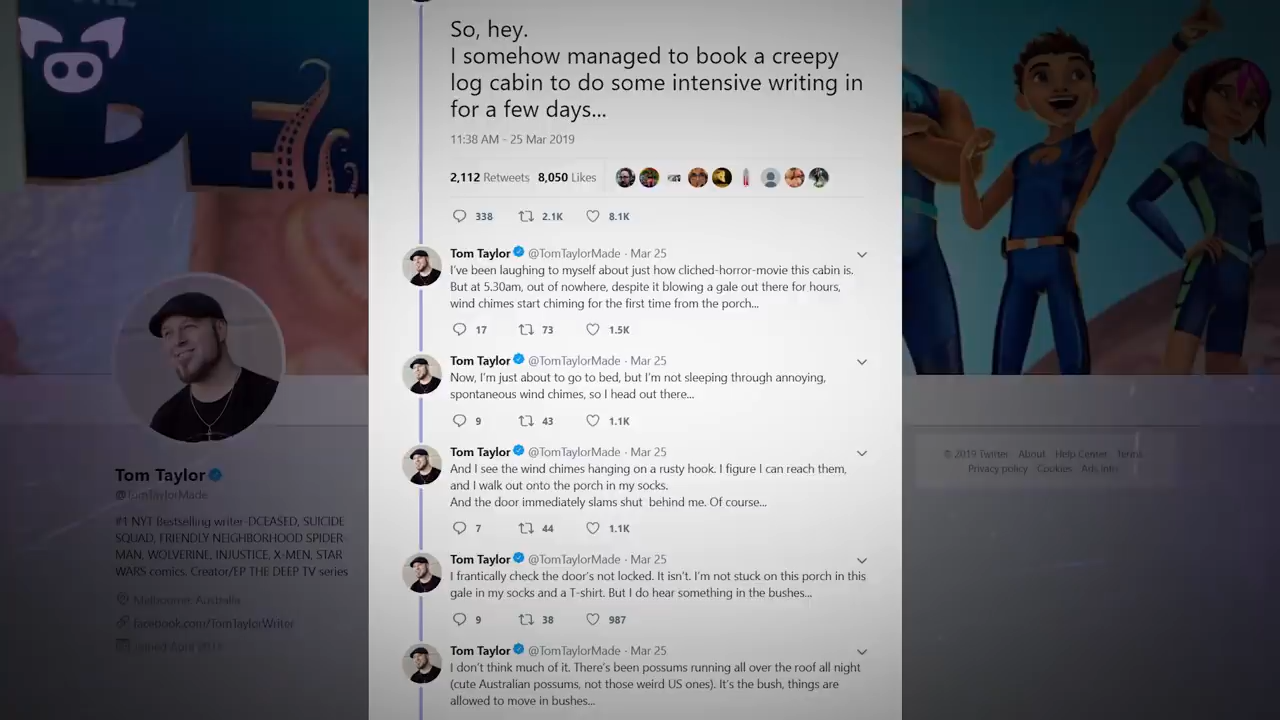 So, hey.
I somehow managed to book a creepy
log cabin to do some intensive writing in
for a few days...
11:38 AM - 25 Mar 2019
2,112 Retweets 8,050 Likes
338 2.1K 8.1K
Tom Taylor @TomTaylorMade · Mar 25
I've been laughing to myself about just how cliched-horror-movie this cabin is.
But at 5.30am, out of nowhere, despite it blowing a gale out there for hours,
wind chimes start chiming for the first time from the porch...
17 73 1.5K
Tom Taylor @TomTaylorMade · Mar 25
Now, I'm just about to go to bed, but I'm not sleeping through annoying,
spontaneous wind chimes, so I head out there...
9 43 1.1K
Tom Taylor @TomTaylorMade · Mar 25
And I see the wind chimes hanging on a rusty hook. I figure I can reach them,
and I walk out onto the porch in my socks.
And the door immediately slams shut behind me. Of course...
7 44 1.1K
Tom Taylor @TomTaylorMade · Mar 25
I frantically check the door's not locked. It isn't. I'm not stuck on this porch in this
gale in my socks and a T-shirt. But I do hear something in the bushes...
9 38 987
Tom Taylor @TomTaylorMade · Mar 25
I don't think much of it. There's been possums running all over the roof all night
(cute Australian possums, not those weird US ones). It's the bush, things are
allowed to move in bushes...
Tom Taylor
@TomTaylorMade
#1 NYT Bestselling writer-DCEASED, SUICIDE
SQUAD, FRIENDLY NEIGHBORHOOD SPIDER-
MAN, WOLVERINE, INJUSTICE, X-MEN, STAR
WARS comics. Creator/EP THE DEEP TV series
Melbourne, Australia
facebook.com/TomTaylorWriter
Joined April
© 2019 Twitter About Help Center Terms
Privacy policy Cookies Ads info